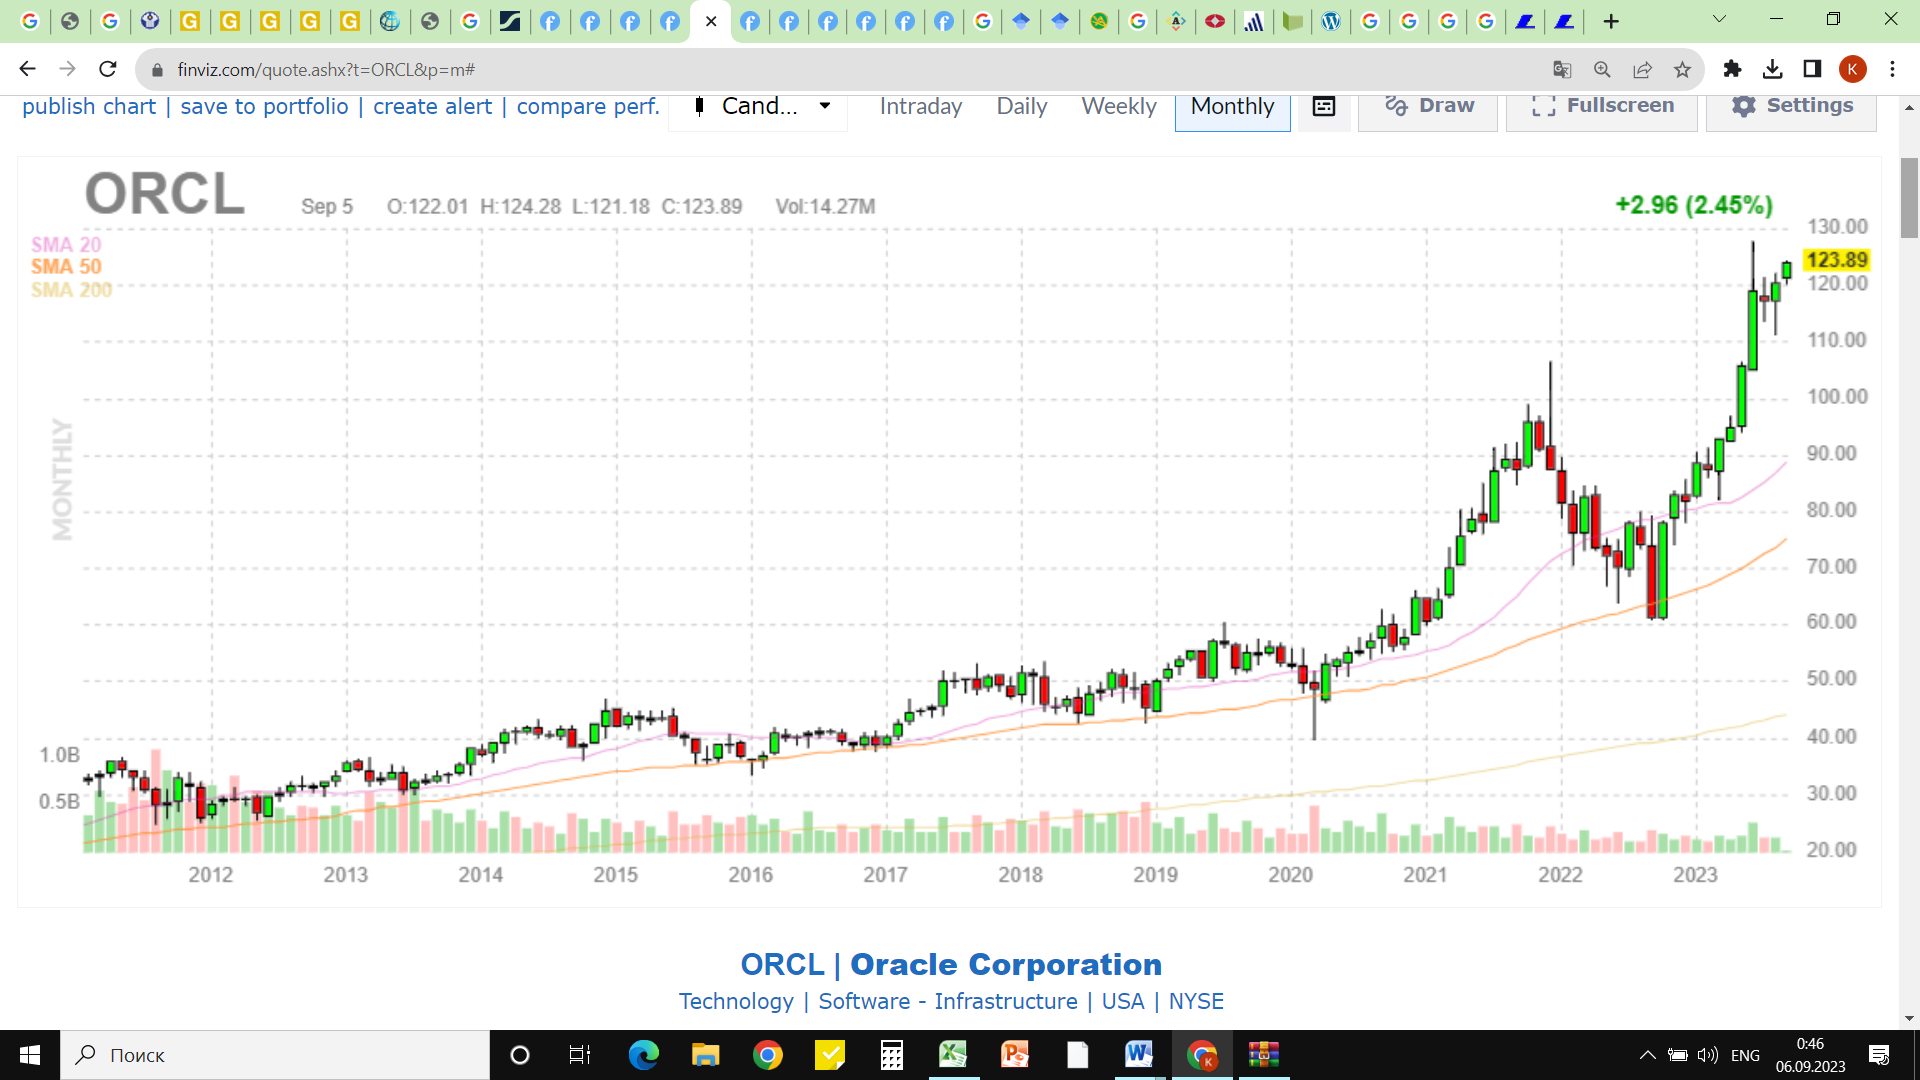 finviz.com/quote.ashx?t=ORCL&p=m#
K
publish chart | save to portfolio | create alert | compare perf.
Cand...
Intraday
Daily
Weekly
Monthly
Draw
Fullscreen
Settings
ORCL
Sep 5 O:122.01 H:124.28 L:121.18 C:123.89 Vol:14.27M
+2.96 (2.45%)
SMA 20
SMA 50
SMA 200
MONTHLY
1.0B
0.5B
130.00
123.89
120.00
110.00
100.00
90.00
80.00
70.00
60.00
50.00
40.00
30.00
20.00
2012 2013 2014 2015 2016 2017 2018 2019 2020 2021 2022 2023
ORCL | Oracle Corporation
Technology | Software - Infrastructure | USA | NYSE
Поиск
ENG
0:46
06.09.2023